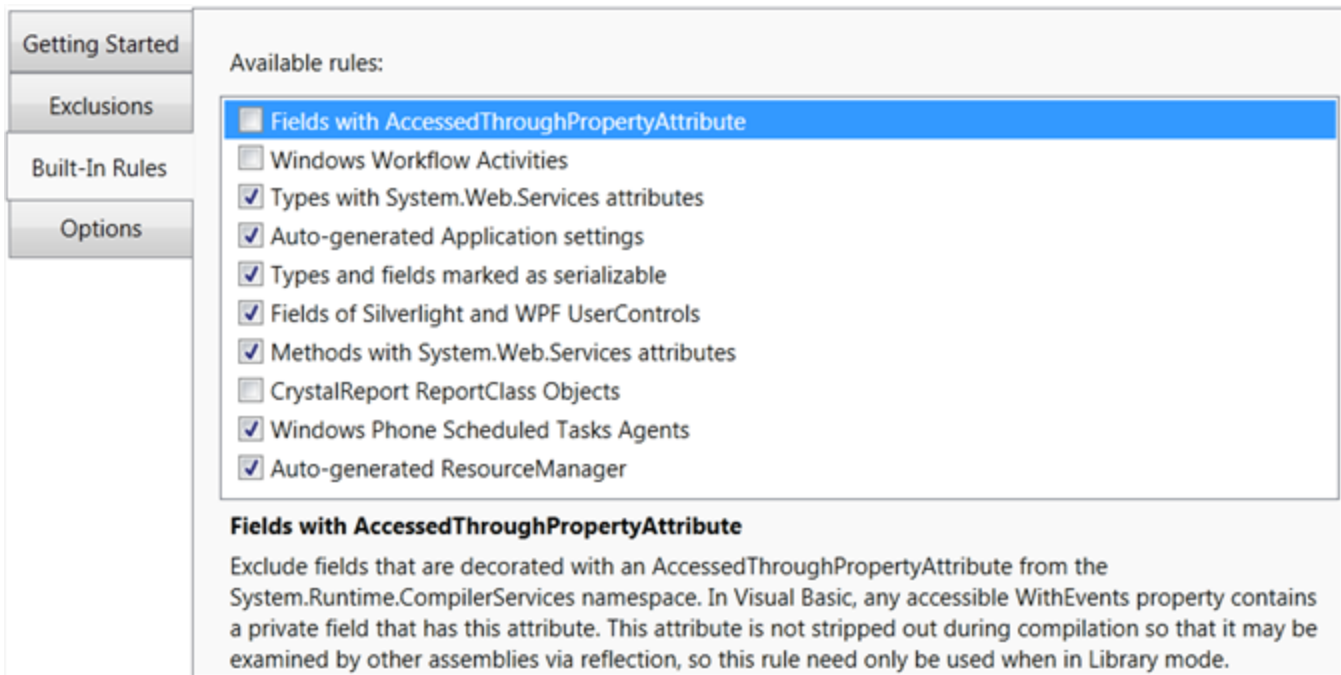 Getting Started
Exclusions
Built-In Rules
Options
Available rules:
Fields with AccessedThroughPropertyAttribute
Windows Workflow Activities
Types with System.Web.Services attributes
Auto-generated Application settings
Types and fields marked as serializable
Fields of Silverlight and WPF UserControls
Methods with System.Web.Services attributes
CrystalReport ReportClass Objects
Windows Phone Scheduled Tasks Agents
Auto-generated ResourceManager
Fields with AccessedThroughPropertyAttribute
Exclude fields that are decorated with an AccessedThroughPropertyAttribute from the
System.Runtime.CompilerServices namespace. In Visual Basic, any accessible WithEvents property contains
a private field that has this attribute. This attribute is not stripped out during compilation so that it may be
examined by other assemblies via reflection, so this rule need only be used when in Library mode.